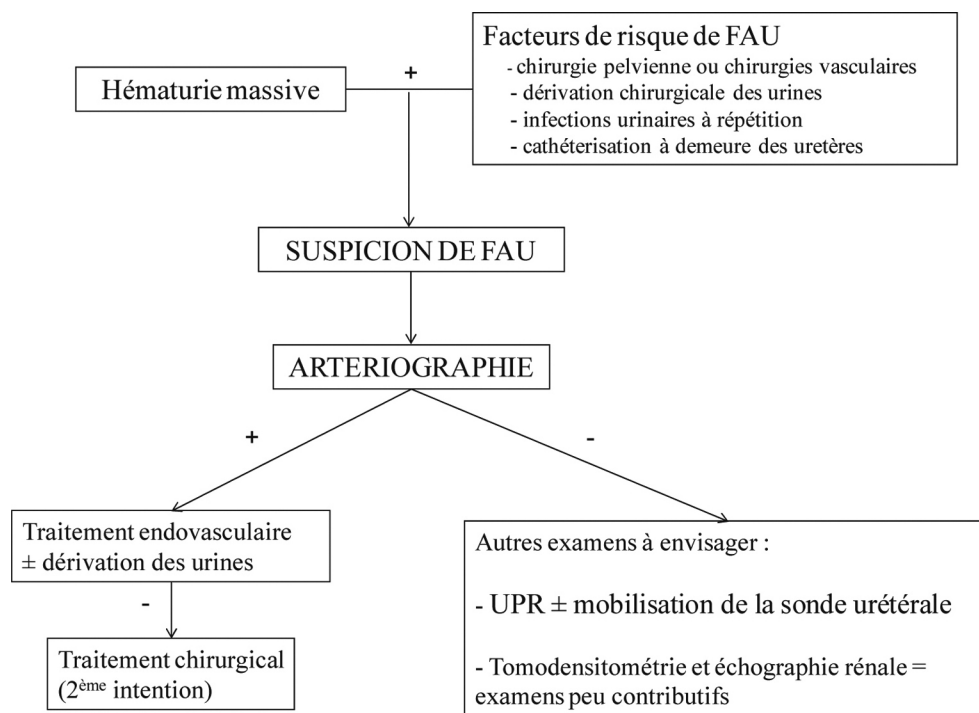 Hématurie massive
+
Facteurs de risque de FAU
- chirurgie pelvienne ou chirurgies vasculaires
- dérivation chirurgicale des urines
- infections urinaires à répétition
- cathéterisation à demeure des uretères
SUSPICION DE FAU
ARTERIOGRAPHIE
+
-
Traitement endovasculaire
± dérivation des urines
-
Traitement chirurgical
(2ème intention)
Autres examens à envisager :
- UPR ± mobilisation de la sonde urétérale
- Tomodensitométrie et échographie rénale =
examens peu contributifs